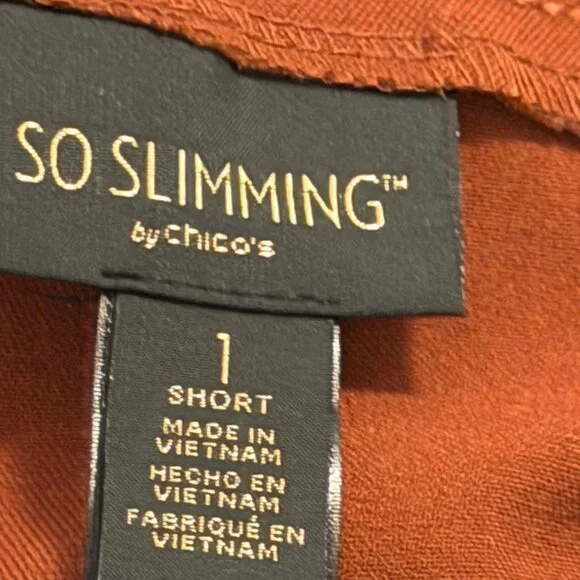 SO SLIMMING™
by chico's
1
SHORT
MADE IN
VIETNAM
HECHO EN
VIETNAM
FABRIQUÉ EN
VIETNAM